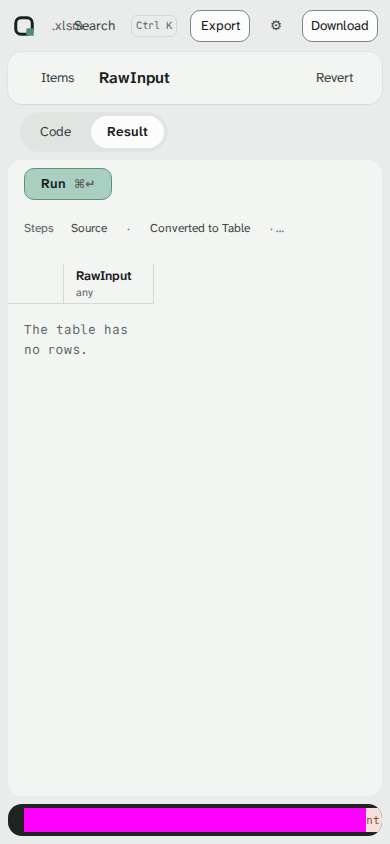 .xlsm Search Ctrl K Export ⚙ Download
Items RawInput Revert
Code Result
Run ⌘↵
Steps Source · Converted to Table · ...
RawInput
any
The table has
no rows.